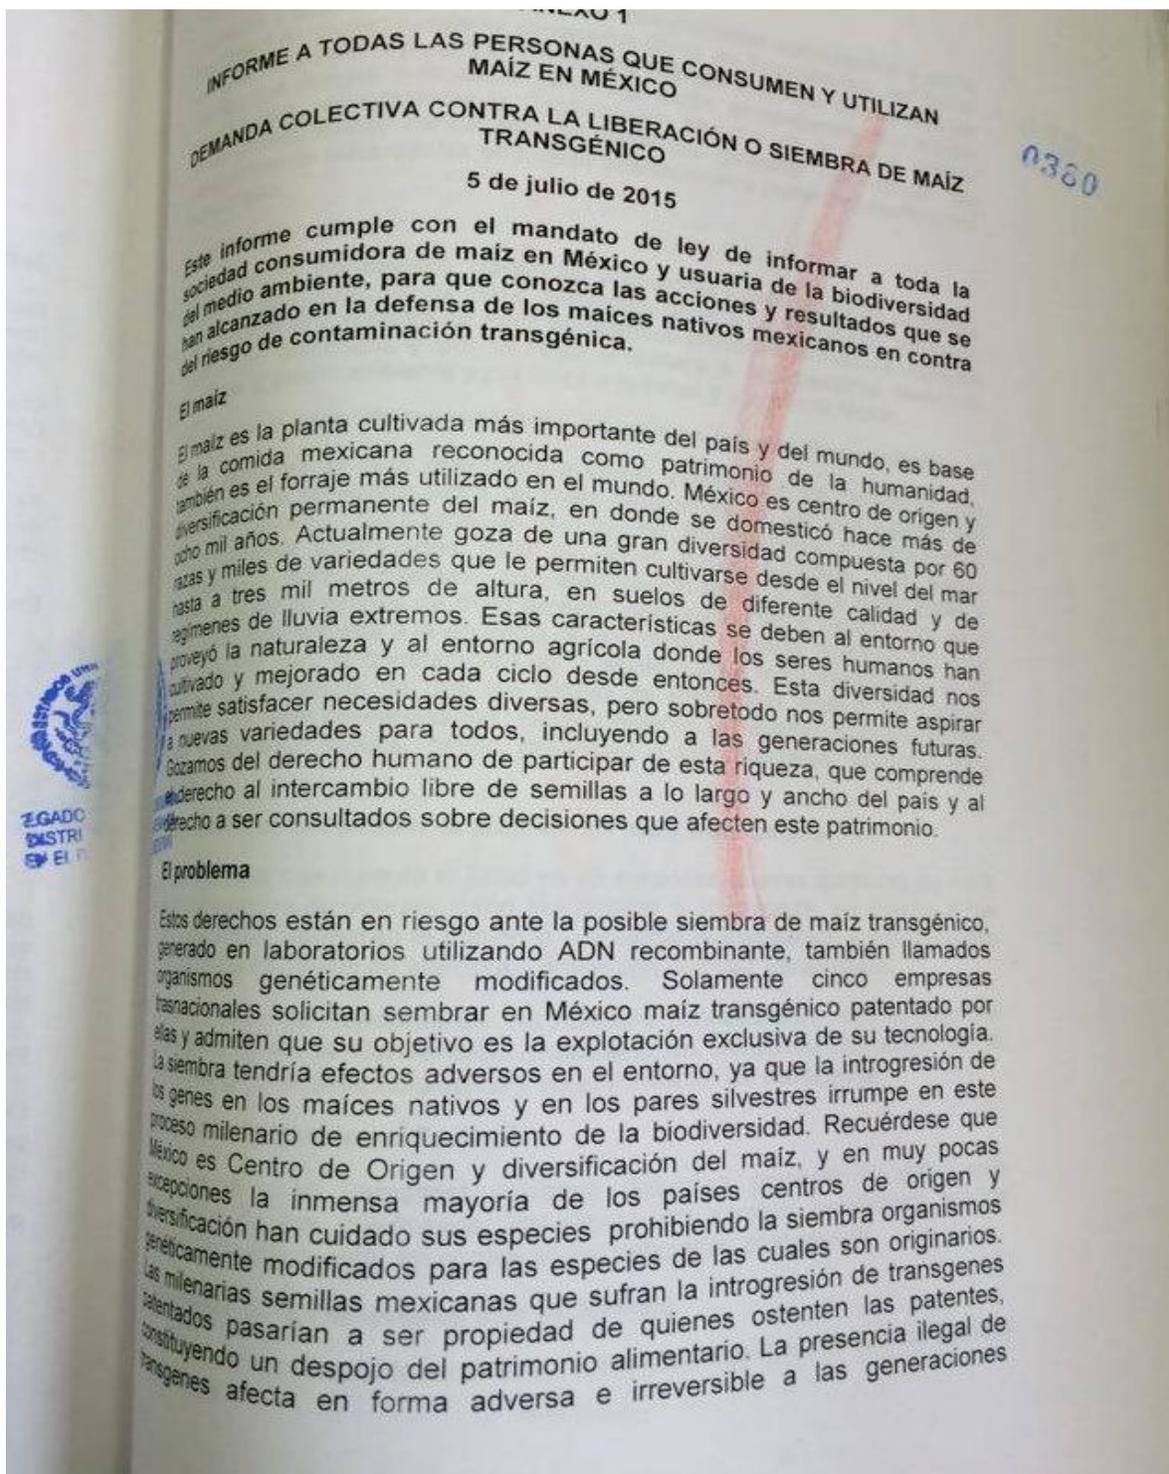 ANEXO 1
INFORME A TODAS LAS PERSONAS QUE CONSUMEN Y UTILIZAN
MAÍZ EN MÉXICO
DEMANDA COLECTIVA CONTRA LA LIBERACIÓN O SIEMBRA DE MAÍZ
TRANSGÉNICO
5 de julio de 2015
0380
Este informe cumple con el mandato de ley de informar a toda la
sociedad consumidora de maíz en México y usuaria de la biodiversidad
del medio ambiente, para que conozca las acciones y resultados que se
han alcanzado en la defensa de los maíces nativos mexicanos en contra
del riesgo de contaminación transgénica.
El maíz
El maíz es la planta cultivada más importante del país y del mundo, es base
de la comida mexicana reconocida como patrimonio de la humanidad,
también es el forraje más utilizado en el mundo. México es centro de origen y
diversificación permanente del maíz, en donde se domesticó hace más de
ocho mil años. Actualmente goza de una gran diversidad compuesta por 60
razas y miles de variedades que le permiten cultivarse desde el nivel del mar
hasta a tres mil metros de altura, en suelos de diferente calidad y de
regímenes de lluvia extremos. Esas características se deben al entorno que
proveyó la naturaleza y al entorno agrícola donde los seres humanos han
cultivado y mejorado en cada ciclo desde entonces. Esta diversidad nos
permite satisfacer necesidades diversas, pero sobretodo nos permite aspirar
a nuevas variedades para todos, incluyendo a las generaciones futuras.
Gozamos del derecho humano de participar de esta riqueza, que comprende
el derecho al intercambio libre de semillas a lo largo y ancho del país y al
derecho a ser consultados sobre decisiones que afecten este patrimonio.
El problema
Estos derechos están en riesgo ante la posible siembra de maíz transgénico,
generado en laboratorios utilizando ADN recombinante, también llamados
organismos genéticamente modificados. Solamente cinco empresas
trasnacionales solicitan sembrar en México maíz transgénico patentado por
ellas y admiten que su objetivo es la explotación exclusiva de su tecnología.
La siembra tendría efectos adversos en el entorno, ya que la introgresión de
los genes en los maíces nativos y en los pares silvestres irrumpe en este
proceso milenario de enriquecimiento de la biodiversidad. Recuérdese que
México es Centro de Origen y diversificación del maíz, y en muy pocas
excepciones la inmensa mayoría de los países centros de origen y
diversificación han cuidado sus especies prohibiendo la siembra organismos
genéticamente modificados para las especies de las cuales son originarios.
Las milenarias semillas mexicanas que sufran la introgresión de transgenes
patentados pasarían a ser propiedad de quienes ostenten las patentes,
constituyendo un despojo del patrimonio alimentario. La presencia ilegal de
transgenes afecta en forma adversa e irreversible a las generaciones